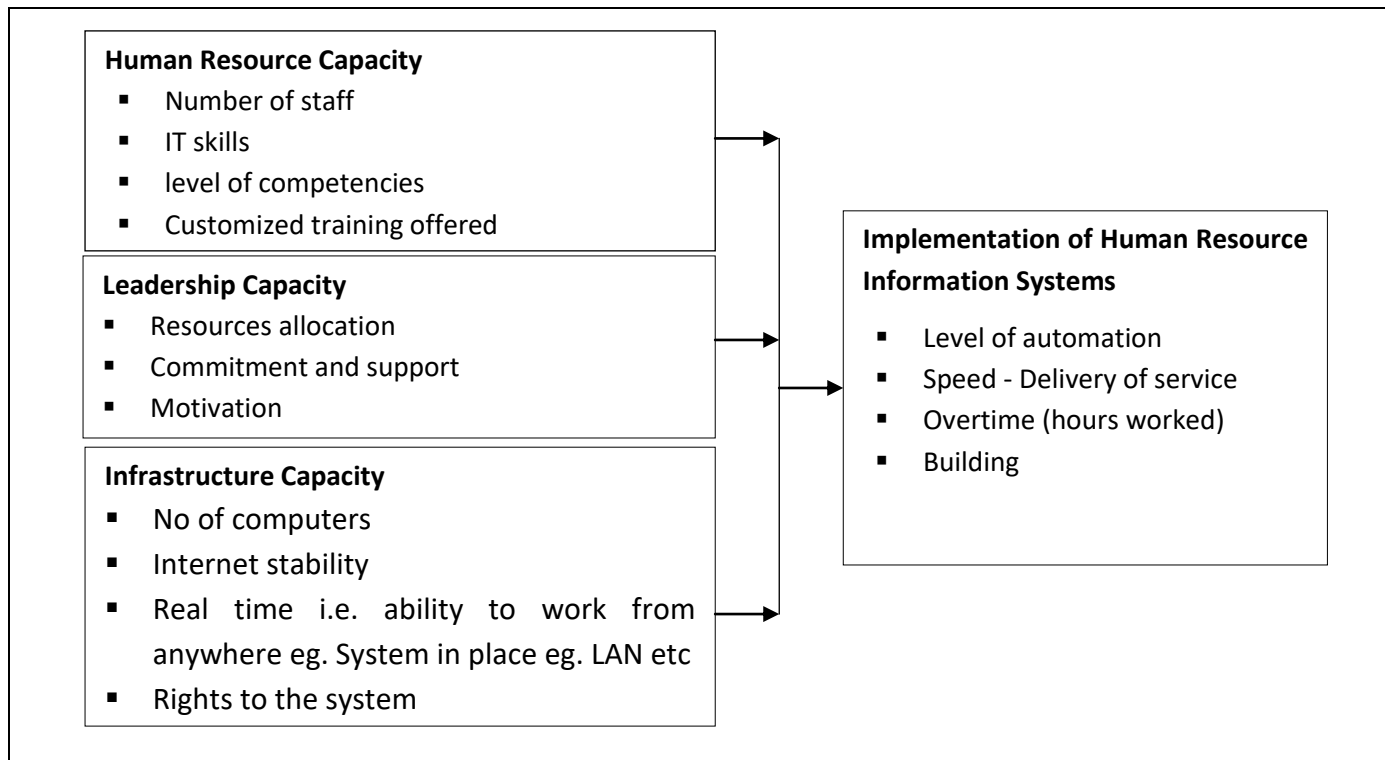 Human Resource Capacity
▪ Number of staff
▪ IT skills
▪ level of competencies
▪ Customized training offered
Leadership Capacity
▪ Resources allocation
▪ Commitment and support
▪ Motivation
Infrastructure Capacity
▪ No of computers
▪ Internet stability
▪ Real time i.e. ability to work from
anywhere eg. System in place eg. LAN etc
▪ Rights to the system
Implementation of Human Resource
Information Systems
▪ Level of automation
▪ Speed - Delivery of service
▪ Overtime (hours worked)
▪ Building